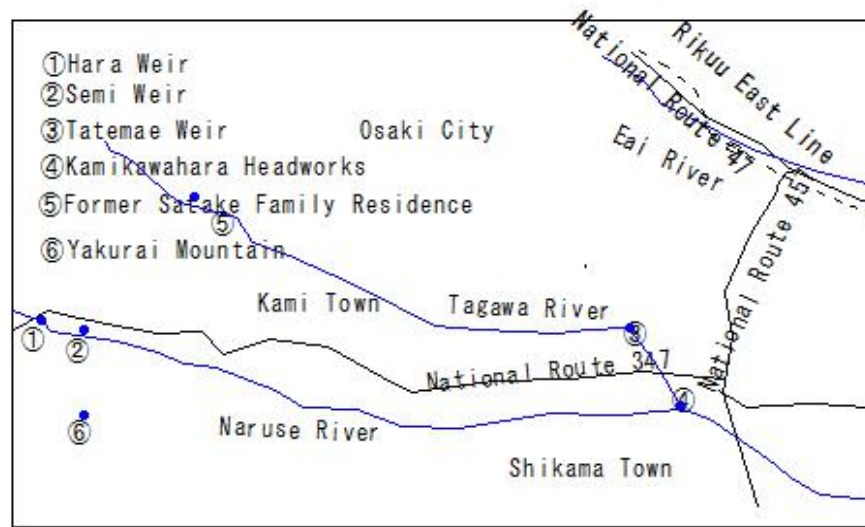 ①Hara Weir
②Semi Weir
③Tatemae Weir
④Kamikawahara Headworks
⑤Former Satake Family Residence
⑥Yakurai Mountain
Osaki City
National Route 47
Rikuu East Line
Eai River
National Route 45
⑤
Kami Town
Tagawa River
①
②
③
National Route 347
④
⑥
Naruse River
Shikama Town